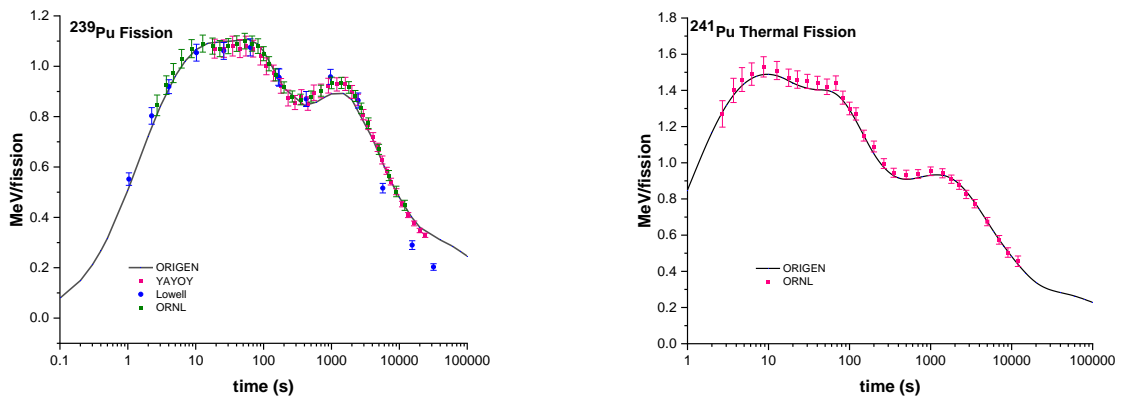 ²³⁹Pu Fission
MeV/fission
1.2
1.0
0.8
0.6
0.4
0.2
0.0
ORIGEN
YAYOY
Lowell
ORNL
0.1 1 10 100 1000 10000 100000
time (s)
²⁴¹Pu Thermal Fission
MeV/fission
1.8
1.6
1.4
1.2
1.0
0.8
0.6
0.4
0.2
0.0
ORIGEN
ORNL
1 10 100 1000 10000 100000
time (s)